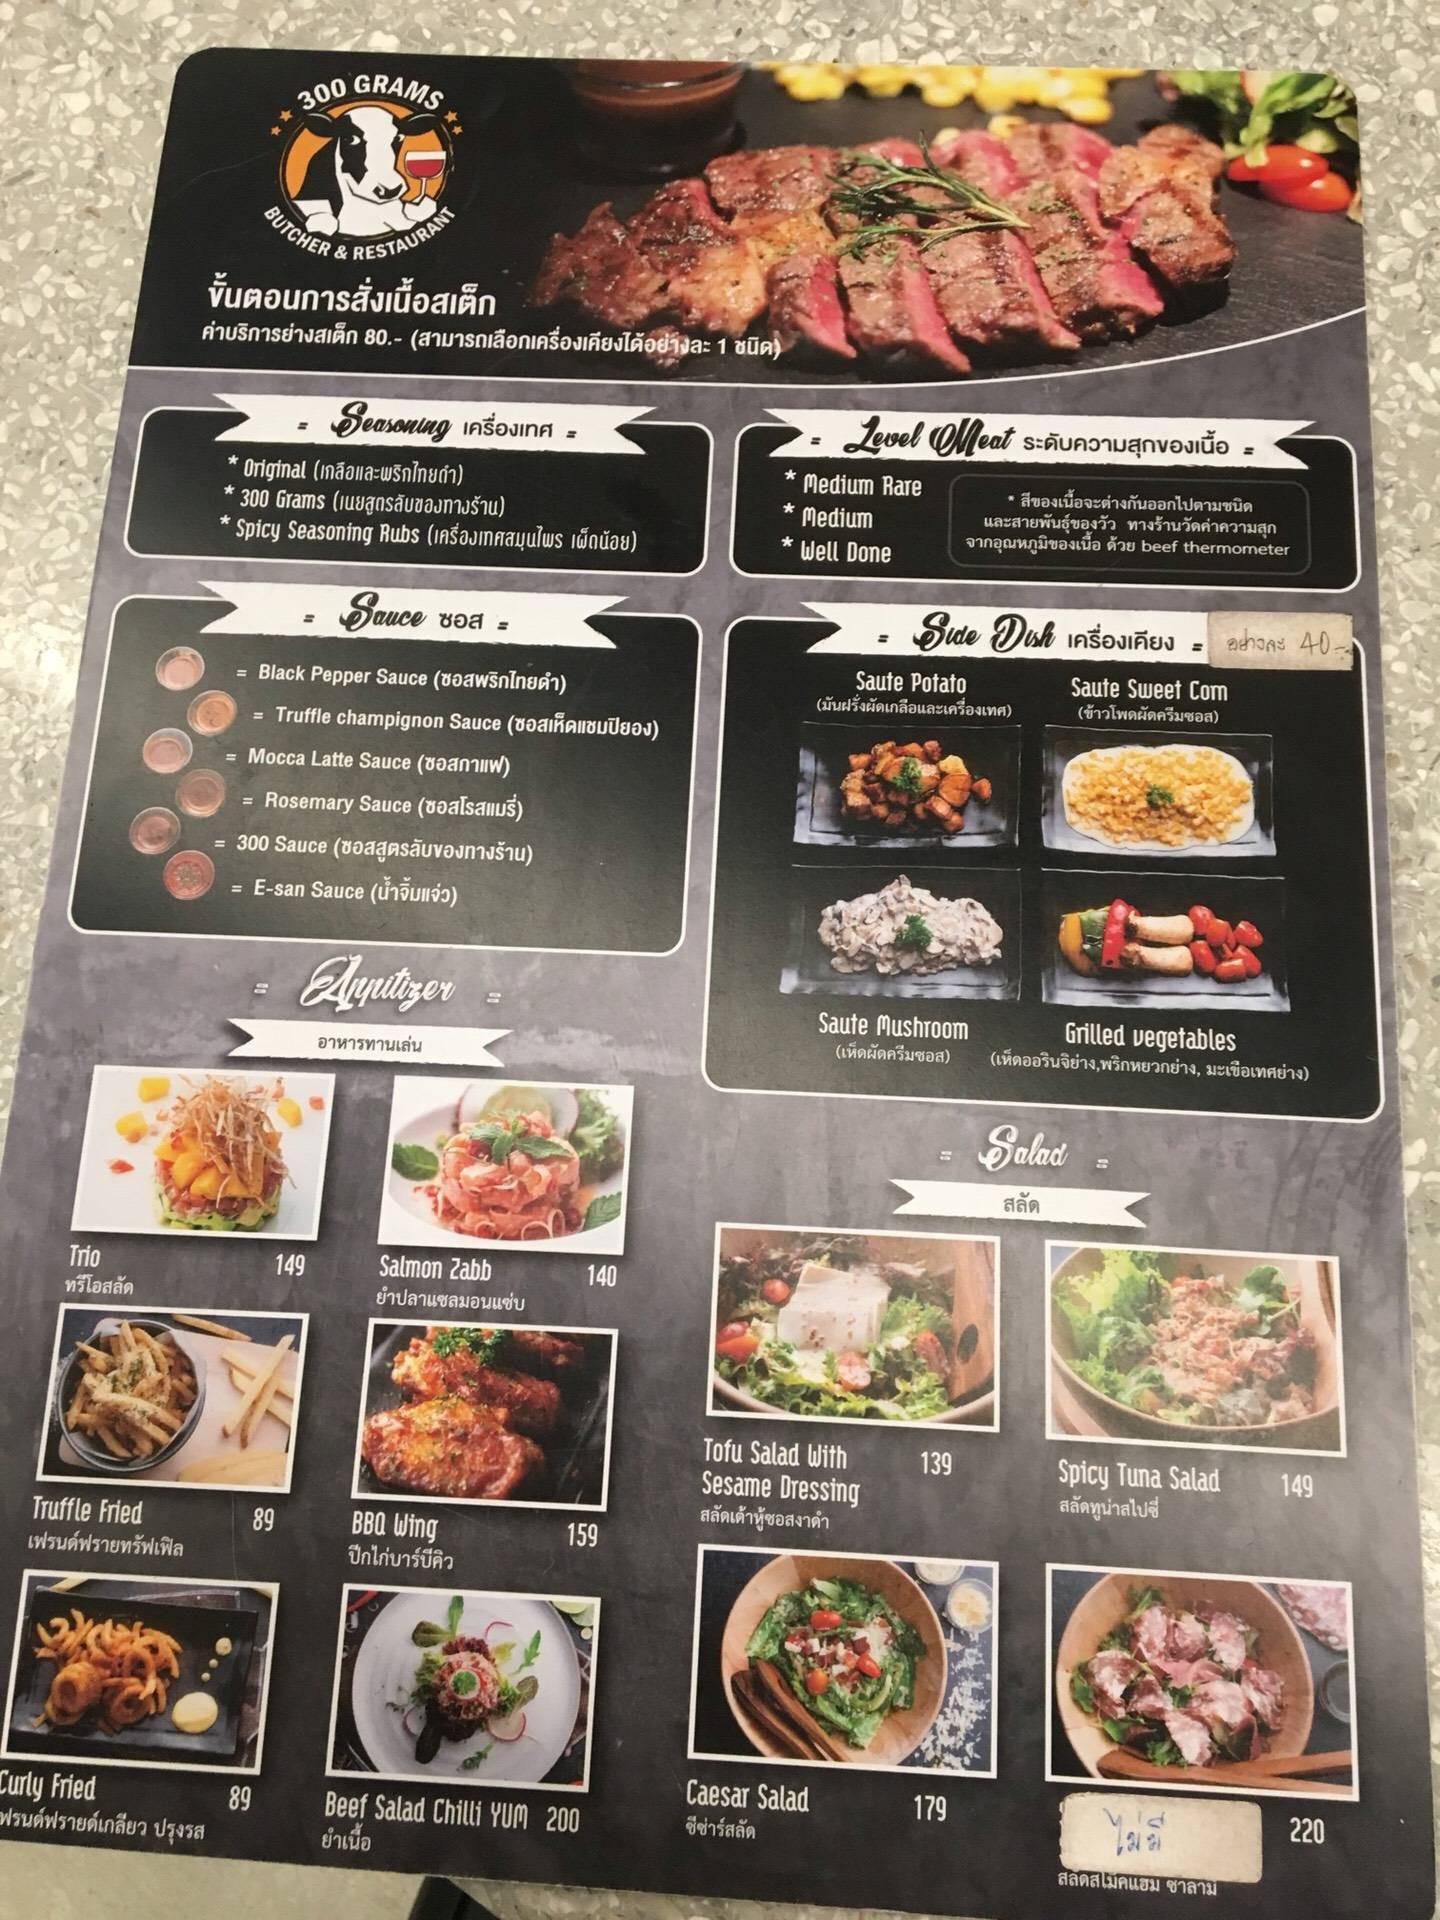 300 GRAMS
BUTCHER & RESTAURANT
ขั้นตอนการสั่งเนื้อสเต็ก
ค่าบริการย่างสเต็ก 80.- (สามารถเลือกเครื่องเคียงได้อย่างละ 1 ชนิด)
= Seasoning เครื่องเทศ =
* Original (เกลือและพริกไทยดำ)
* 300 Grams (เนยสูตรลับของทางร้าน)
* Spicy Seasoning Rubs (เครื่องเทศสมุนไพร เผ็ดน้อย)
= Level Meat ระดับความสุกของเนื้อ =
* Medium Rare
* Medium
* Well Done
* สีของเนื้อจะต่างกันออกไปตามชนิด
และสายพันธุ์ของวัว ทางร้านวัดค่าความสุก
จากอุณหภูมิของเนื้อ ด้วย beef thermometer
= Sauce ซอส =
= Black Pepper Sauce (ซอสพริกไทยดำ)
= Truffle champignon Sauce (ซอสเห็ดแชมปิยอง)
= Mocca Latte Sauce (ซอสกาแฟ)
= Rosemary Sauce (ซอสโรสแมรี่)
= 300 Sauce (ซอสสูตรลับของทางร้าน)
= E-san Sauce (น้ำจิ้มแจ่ว)
= Side Dish เครื่องเคียง = อย่างละ 40.-
Saute Potato
(มันฝรั่งผัดเกลือและเครื่องเทศ)
Saute Sweet Corn
(ข้าวโพดผัดครีมซอส)
Saute Mushroom
(เห็ดผัดครีมซอส)
Grilled vegetables
(เห็ดออรินจิย่าง,พริกหยวกย่าง, มะเขือเทศย่าง)
= Appitizer =
อาหารทานเล่น
Trio 149
ทรีโอสลัด
Salmon Zabb 140
ยำปลาแซลมอนแซ่บ
Truffle Fried 89
เฟรนด์ฟรายทรัฟเฟิล
BBQ Wing 159
ปีกไก่บาร์บีคิว
Curly Fried 89
ฟรนด์ฟรายด์เกลียว ปรุงรส
Beef Salad Chilli YUM 200
ยำเนื้อ
= Salad =
สลัด
Tofu Salad With 139
Sesame Dressing
สลัดเต้าหู้ซอสงาดำ
Spicy Tuna Salad 149
สลัดทูน่าสไปซี่
Caesar Salad 179
ซีซ่าร์สลัด
ไม่มี 220
สลัดสโม๊คแฮม ซาลามี่